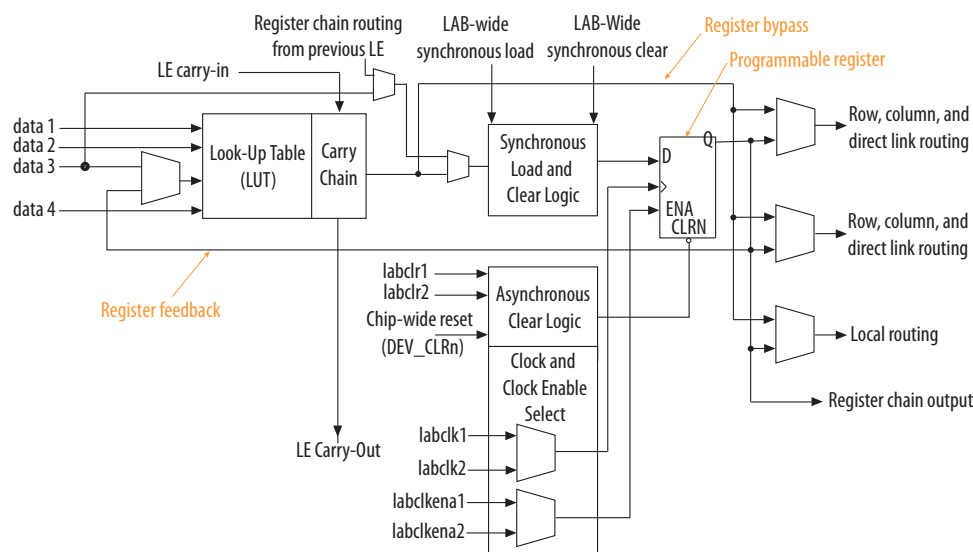 Register chain routing
from previous LE
LAB-wide
synchronous load
LAB-Wide
synchronous clear
Register bypass
Programmable register
LE carry-in
data 1
data 2
data 3
data 4
Look-Up Table
(LUT)
Carry
Chain
Synchronous
Load and
Clear Logic
D
Q
ENA
CLRN
Row, column, and
direct link routing
Row, column, and
direct link routing
Local routing
Register chain output
Register feedback
labclr1
labclr2
Chip-wide reset
(DEV_CLRn)
Asynchronous
Clear Logic
Clock and
Clock Enable
Select
LE Carry-Out
labclk1
labclk2
labclkena1
labclkena2